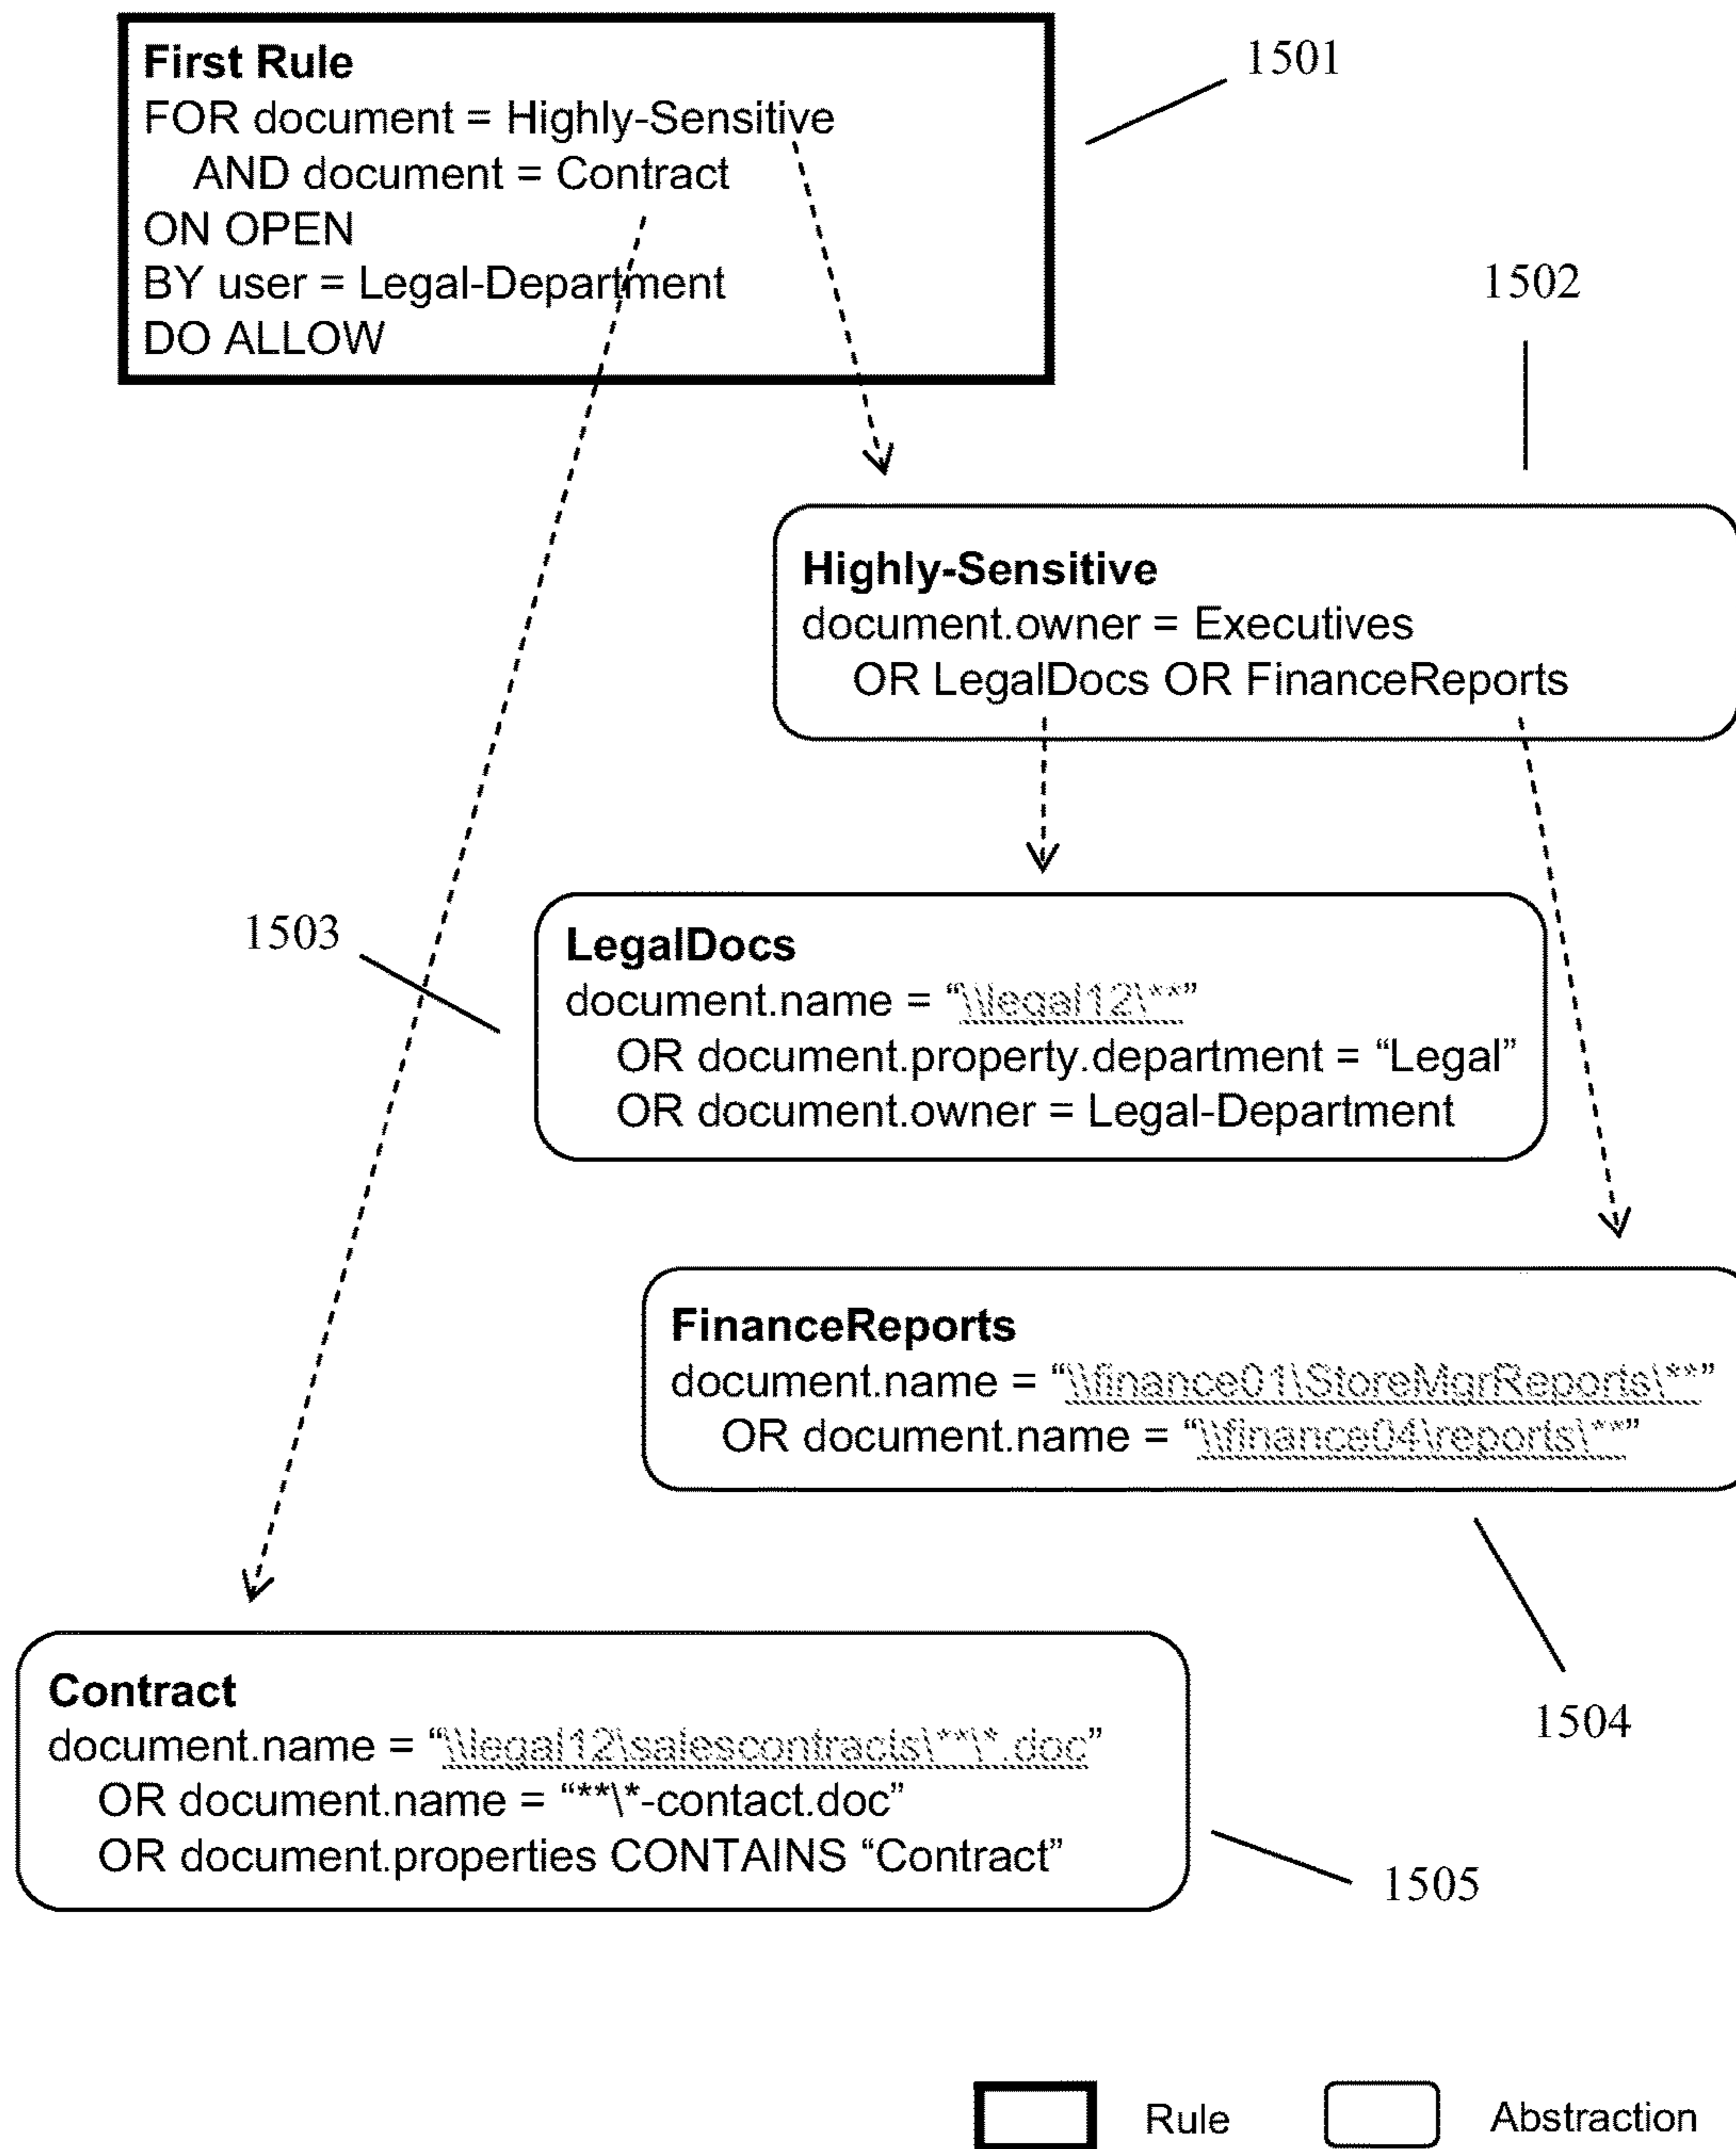 First Rule
FOR document = Highly-Sensitive
AND document = Contract
ON OPEN
BY user = Legal-Department
DO ALLOW
1501
1502
Highly-Sensitive
document.owner = Executives
OR LegalDocs OR FinanceReports
1503
LegalDocs
document.name = “\\legal12\**”
OR document.property.department = “Legal”
OR document.owner = Legal-Department
FinanceReports
document.name = “\\finance01\StoreMgrReports\**”
OR document.name = “\\finance04\reports\**”
1504
Contract
document.name = “\\legal12\salescontracts\**\*.doc”
OR document.name = “**\*-contact.doc”
OR document.properties CONTAINS “Contract”
1505
Rule
Abstraction